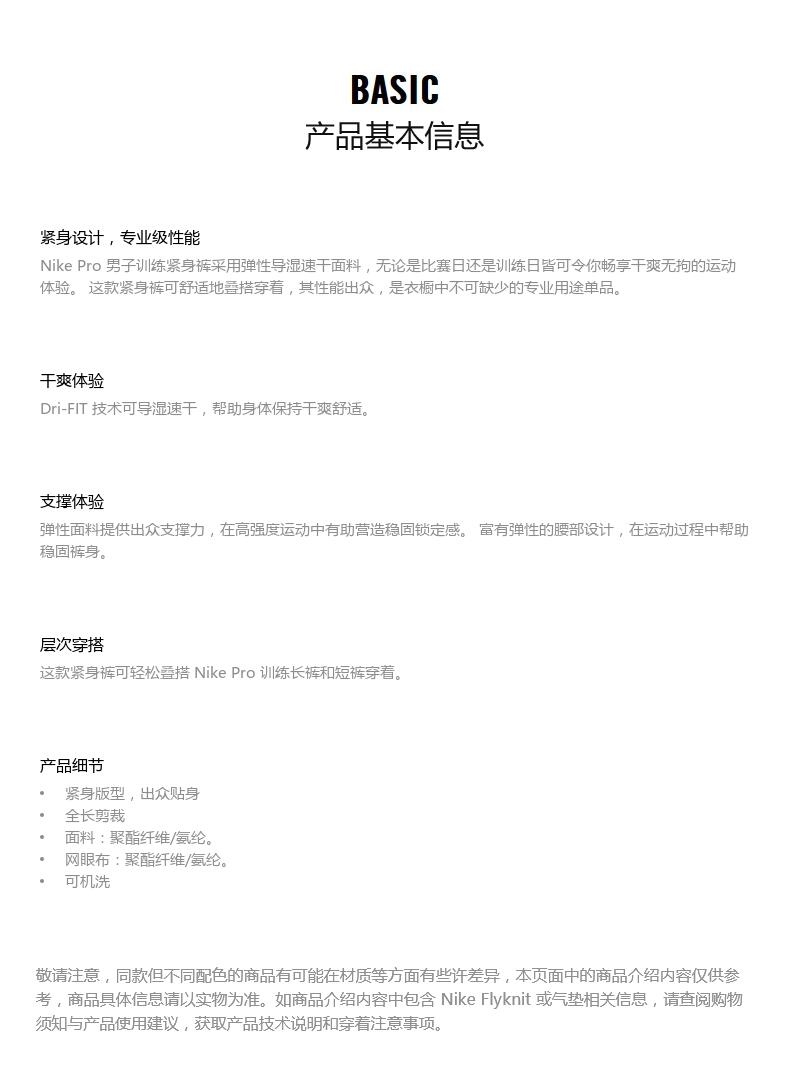 BASIC
产品基本信息
紧身设计，专业级性能
Nike Pro 男子训练紧身裤采用弹性导湿速干面料，无论是比赛日还是训练日皆可令你畅享干爽无拘的运动
体验。 这款紧身裤可舒适地叠搭穿着，其性能出众，是衣橱中不可缺少的专业用途单品。
干爽体验
Dri-FIT 技术可导湿速干，帮助身体保持干爽舒适。
支撑体验
弹性面料提供出众支撑力，在高强度运动中有助营造稳固锁定感。 富有弹性的腰部设计，在运动过程中帮助
稳固裤身。
层次穿搭
这款紧身裤可轻松叠搭 Nike Pro 训练长裤和短裤穿着。
产品细节
• 紧身版型，出众贴身
• 全长剪裁
• 面料：聚酯纤维/氨纶。
• 网眼布：聚酯纤维/氨纶。
• 可机洗
敬请注意，同款但不同配色的商品有可能在材质等方面有些许差异，本页面中的商品介绍内容仅供参
考，商品具体信息请以实物为准。如商品介绍内容中包含 Nike Flyknit 或气垫相关信息，请查阅购物
须知与产品使用建议，获取产品技术说明和穿着注意事项。